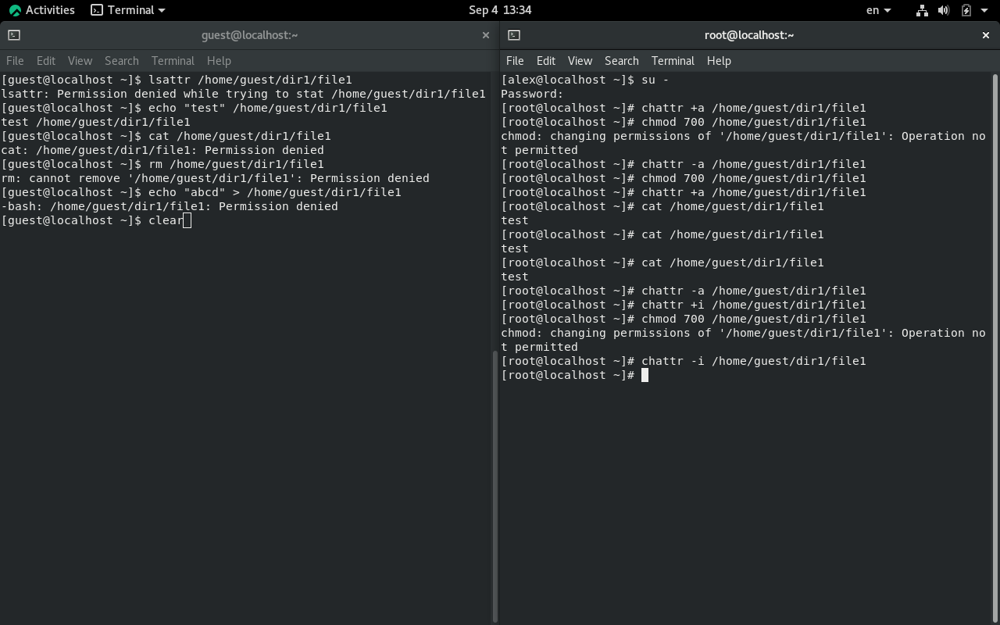 Activities Terminal Sep 4 13:34 en
guest@localhost:~
File Edit View Search Terminal Help
[guest@localhost ~]$ lsattr /home/guest/dir1/file1
lsattr: Permission denied while trying to stat /home/guest/dir1/file1
[guest@localhost ~]$ echo "test" /home/guest/dir1/file1
test /home/guest/dir1/file1
[guest@localhost ~]$ cat /home/guest/dir1/file1
cat: /home/guest/dir1/file1: Permission denied
[guest@localhost ~]$ rm /home/guest/dir1/file1
rm: cannot remove '/home/guest/dir1/file1': Permission denied
[guest@localhost ~]$ echo "abcd" > /home/guest/dir1/file1
-bash: /home/guest/dir1/file1: Permission denied
[guest@localhost ~]$ clear
root@localhost:~
File Edit View Search Terminal Help
[alex@localhost ~]$ su -
Password:
[root@localhost ~]# chattr +a /home/guest/dir1/file1
[root@localhost ~]# chmod 700 /home/guest/dir1/file1
chmod: changing permissions of '/home/guest/dir1/file1': Operation no
t permitted
[root@localhost ~]# chattr -a /home/guest/dir1/file1
[root@localhost ~]# chmod 700 /home/guest/dir1/file1
[root@localhost ~]# chattr +a /home/guest/dir1/file1
[root@localhost ~]# cat /home/guest/dir1/file1
test
[root@localhost ~]# cat /home/guest/dir1/file1
test
[root@localhost ~]# cat /home/guest/dir1/file1
test
[root@localhost ~]# chattr -a /home/guest/dir1/file1
[root@localhost ~]# chattr +i /home/guest/dir1/file1
[root@localhost ~]# chmod 700 /home/guest/dir1/file1
chmod: changing permissions of '/home/guest/dir1/file1': Operation no
t permitted
[root@localhost ~]# chattr -i /home/guest/dir1/file1
[root@localhost ~]#